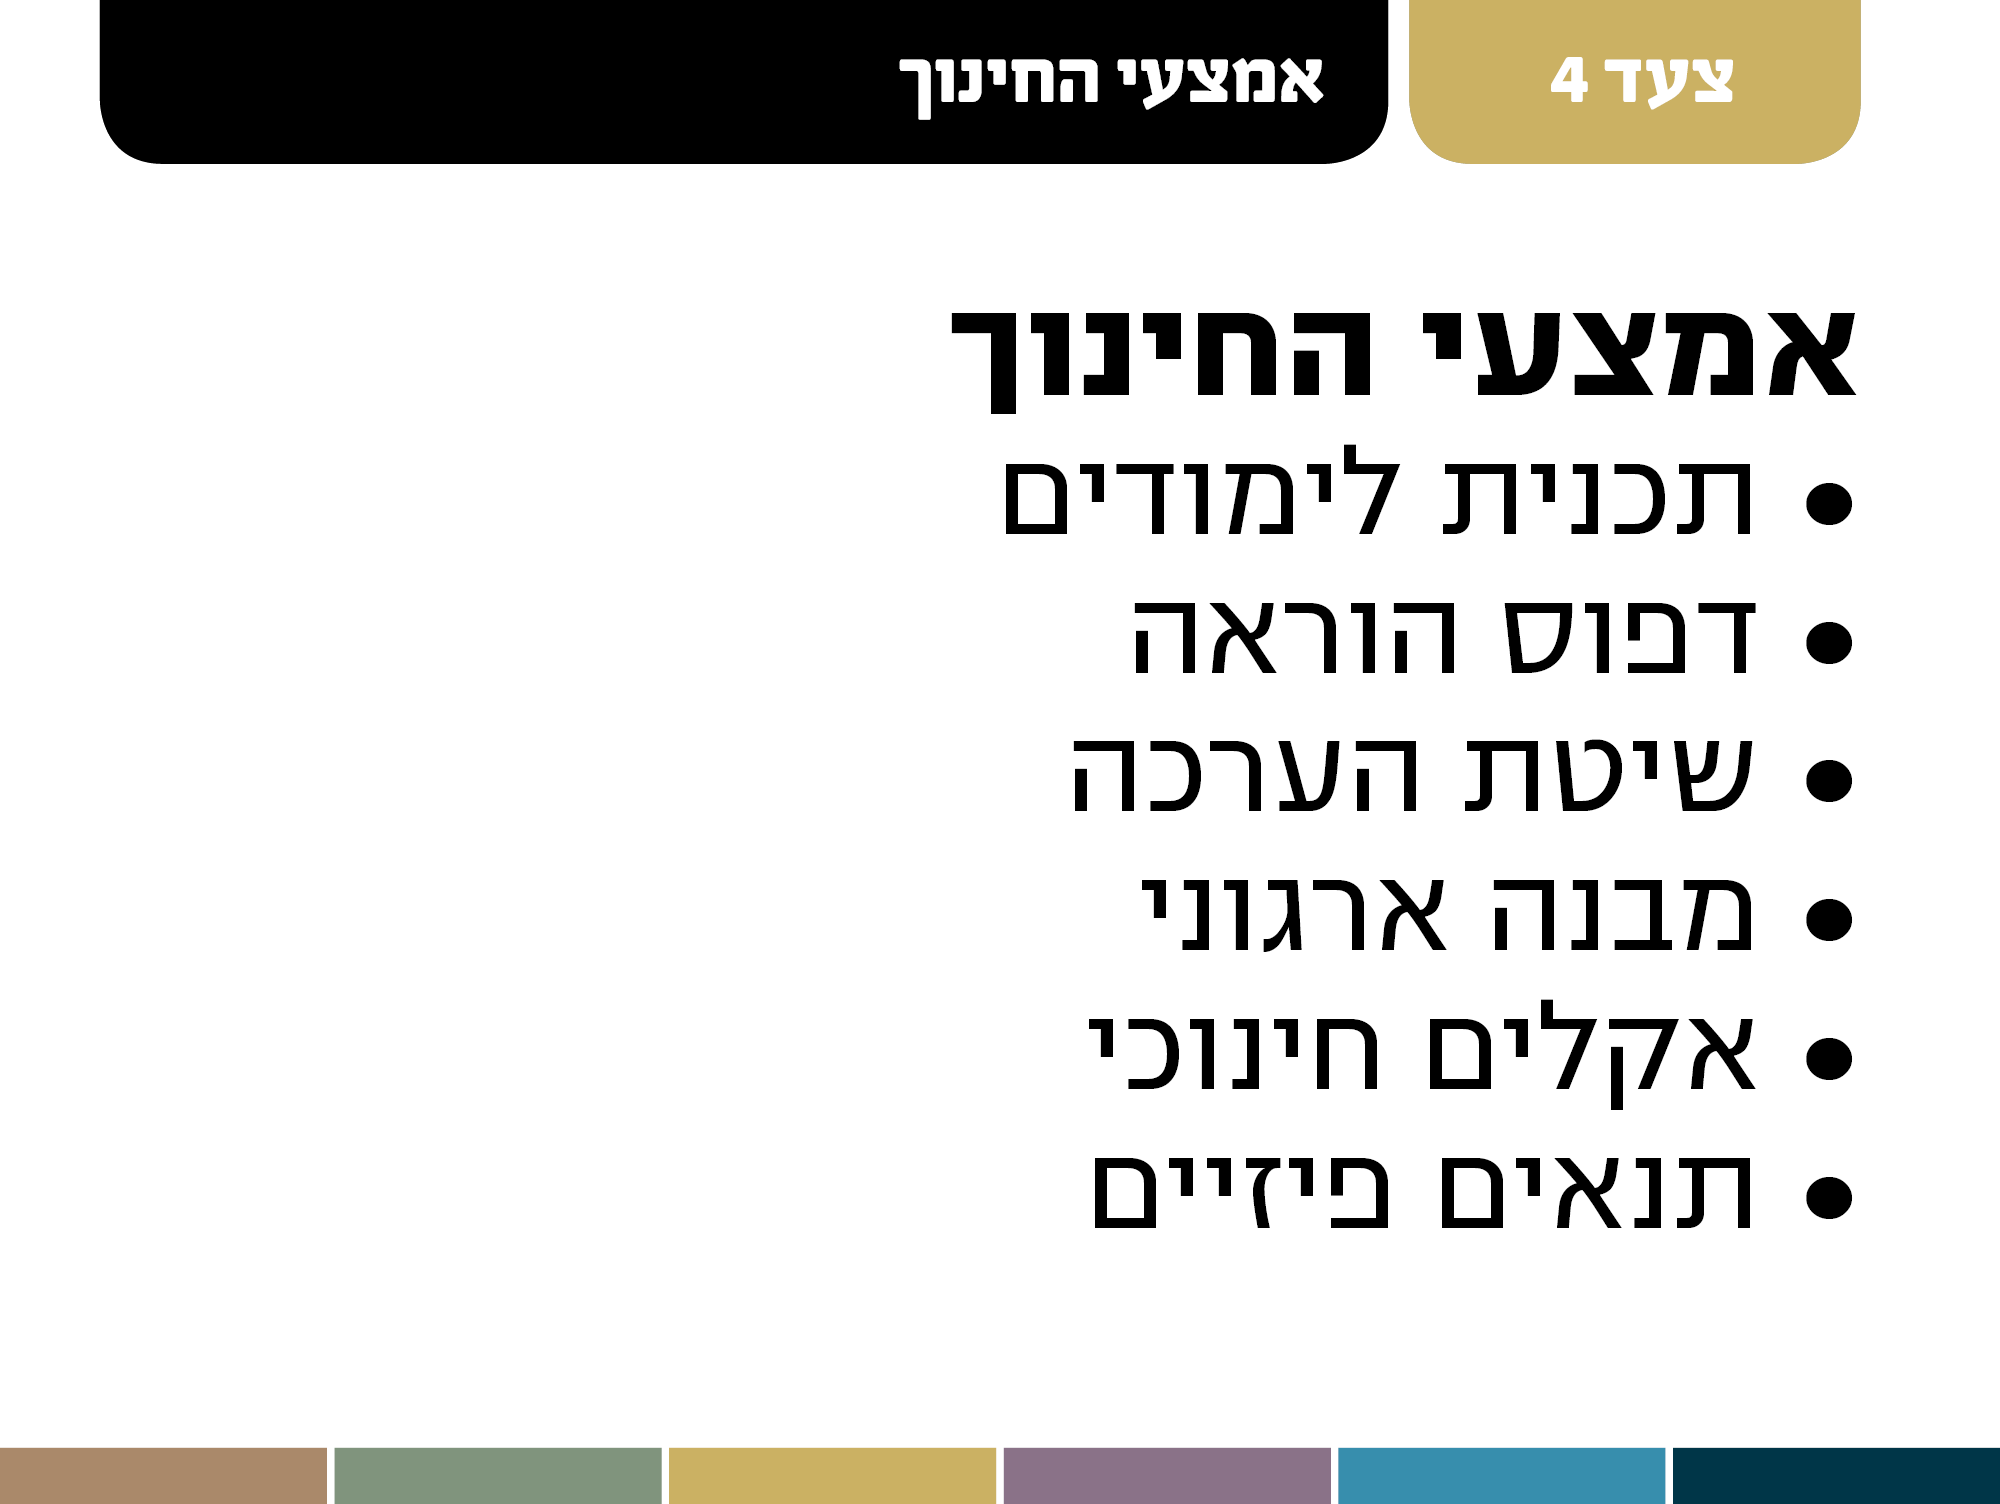 צעד 4
אמצעי החינוך
אמצעי החינוך
• תכנית לימודים
• דפוס הוראה
• שיטת הערכה
• מבנה ארגוני
• אקלים חינוכי
• תנאים פיזיים